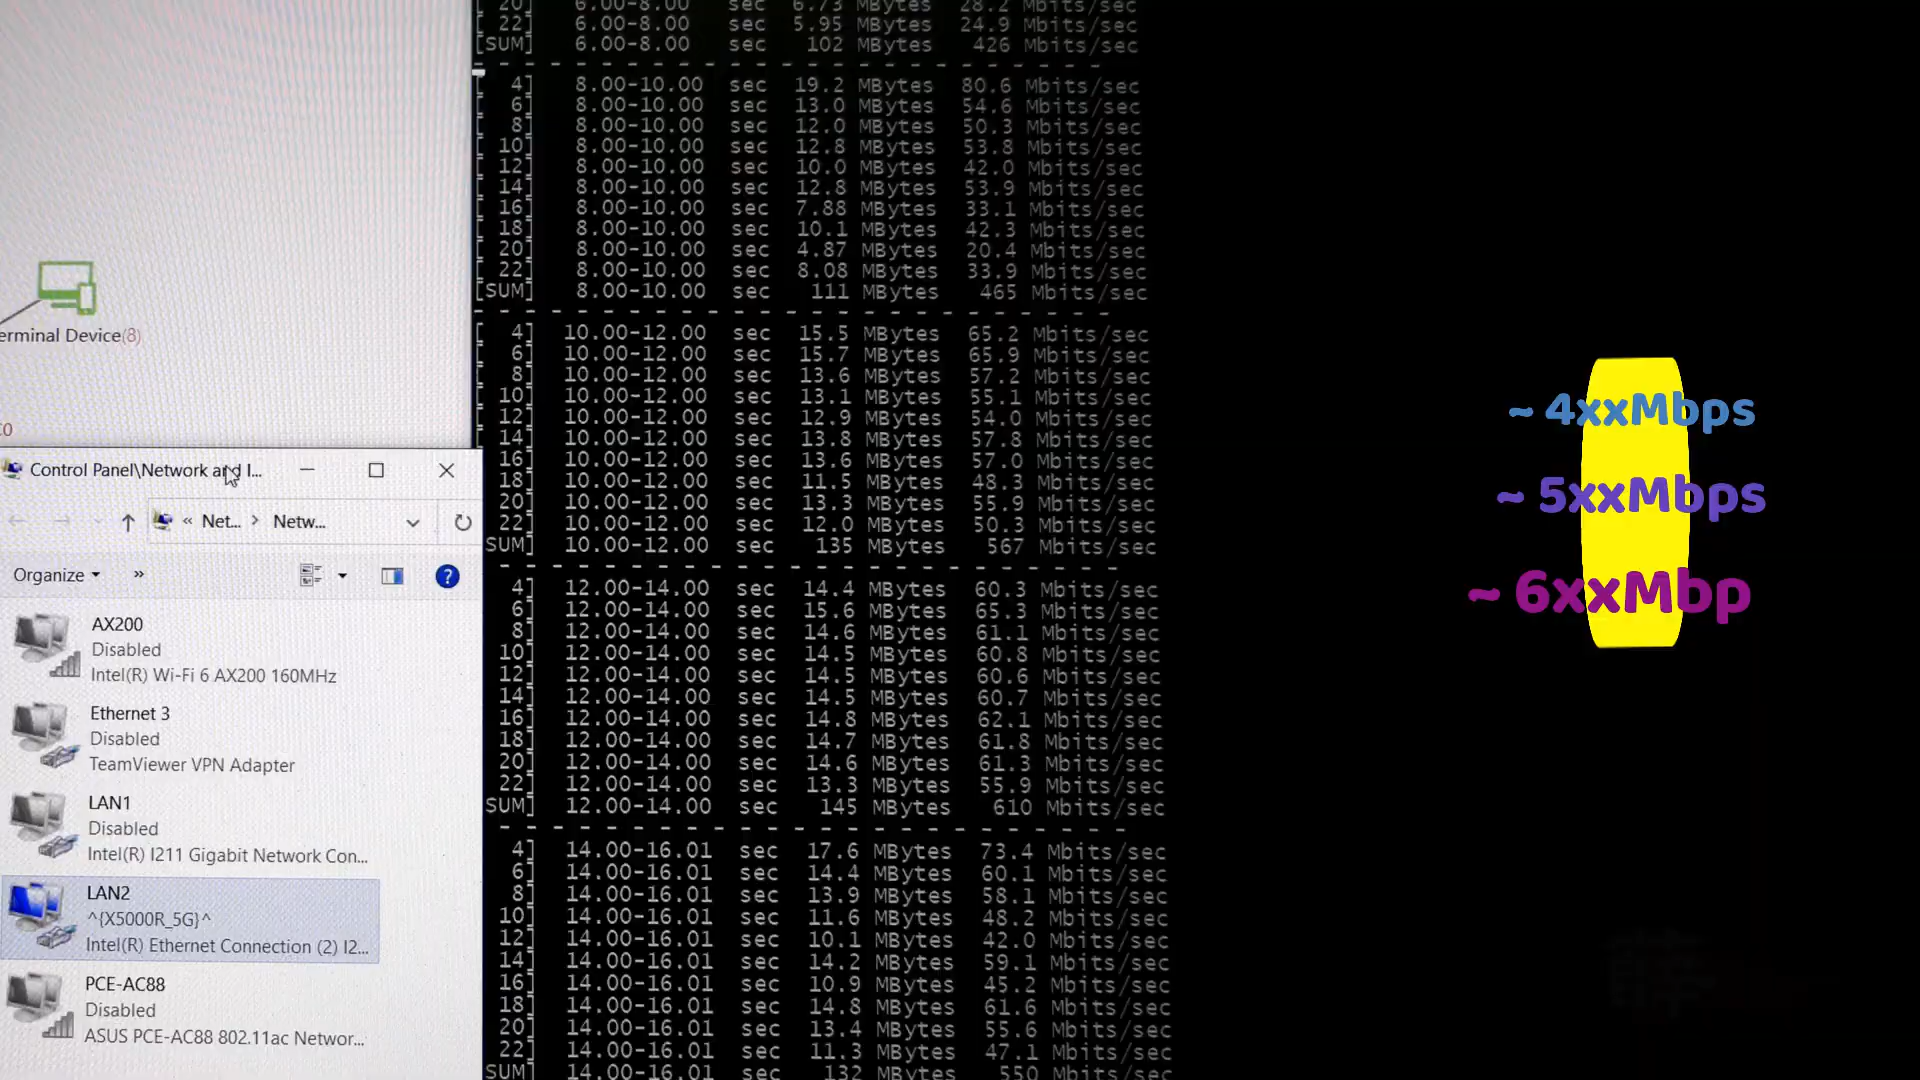 20] 6.00-8.00 sec 6.73 MBytes 28.2 Mbits/sec
22] 6.00-8.00 sec 5.95 MBytes 24.9 Mbits/sec
[SUM] 6.00-8.00 sec 102 MBytes 426 Mbits/sec
- - - - - - - - - - - - - - - - - - - - - - - - -
[ 4] 8.00-10.00 sec 19.2 MBytes 80.6 Mbits/sec
[ 6] 8.00-10.00 sec 13.0 MBytes 54.6 Mbits/sec
[ 8] 8.00-10.00 sec 12.0 MBytes 50.3 Mbits/sec
[ 10] 8.00-10.00 sec 12.8 MBytes 53.8 Mbits/sec
[ 12] 8.00-10.00 sec 10.0 MBytes 42.0 Mbits/sec
[ 14] 8.00-10.00 sec 12.8 MBytes 53.9 Mbits/sec
[ 16] 8.00-10.00 sec 7.88 MBytes 33.1 Mbits/sec
[ 18] 8.00-10.00 sec 10.1 MBytes 42.3 Mbits/sec
[ 20] 8.00-10.00 sec 4.87 MBytes 20.4 Mbits/sec
[ 22] 8.00-10.00 sec 8.08 MBytes 33.9 Mbits/sec
[SUM] 8.00-10.00 sec 111 MBytes 465 Mbits/sec
- - - - - - - - - - - - - - - - - - - - - - - - -
[ 4] 10.00-12.00 sec 15.5 MBytes 65.2 Mbits/sec
6] 10.00-12.00 sec 15.7 MBytes 65.9 Mbits/sec
8] 10.00-12.00 sec 13.6 MBytes 57.2 Mbits/sec
10] 10.00-12.00 sec 13.1 MBytes 55.1 Mbits/sec
12] 10.00-12.00 sec 12.9 MBytes 54.0 Mbits/sec
14] 10.00-12.00 sec 13.8 MBytes 57.8 Mbits/sec
16] 10.00-12.00 sec 13.6 MBytes 57.0 Mbits/sec
18] 10.00-12.00 sec 11.5 MBytes 48.3 Mbits/sec
20] 10.00-12.00 sec 13.3 MBytes 55.9 Mbits/sec
22] 10.00-12.00 sec 12.0 MBytes 50.3 Mbits/sec
SUM] 10.00-12.00 sec 135 MBytes 567 Mbits/sec
- - - - - - - - - - - - - - - - - - - - - - - - -
4] 12.00-14.00 sec 14.4 MBytes 60.3 Mbits/sec
6] 12.00-14.00 sec 15.6 MBytes 65.3 Mbits/sec
8] 12.00-14.00 sec 14.6 MBytes 61.1 Mbits/sec
10] 12.00-14.00 sec 14.5 MBytes 60.8 Mbits/sec
12] 12.00-14.00 sec 14.5 MBytes 60.6 Mbits/sec
14] 12.00-14.00 sec 14.5 MBytes 60.7 Mbits/sec
16] 12.00-14.00 sec 14.8 MBytes 62.1 Mbits/sec
18] 12.00-14.00 sec 14.7 MBytes 61.8 Mbits/sec
20] 12.00-14.00 sec 14.6 MBytes 61.3 Mbits/sec
22] 12.00-14.00 sec 13.3 MBytes 55.9 Mbits/sec
SUM] 12.00-14.00 sec 145 MBytes 610 Mbits/sec
- - - - - - - - - - - - - - - - - - - - - - - - -
4] 14.00-16.01 sec 17.6 MBytes 73.4 Mbits/sec
6] 14.00-16.01 sec 14.4 MBytes 60.1 Mbits/sec
8] 14.00-16.01 sec 13.9 MBytes 58.1 Mbits/sec
10] 14.00-16.01 sec 11.6 MBytes 48.2 Mbits/sec
12] 14.00-16.01 sec 10.1 MBytes 42.0 Mbits/sec
14] 14.00-16.01 sec 14.2 MBytes 59.1 Mbits/sec
16] 14.00-16.01 sec 10.9 MBytes 45.2 Mbits/sec
18] 14.00-16.01 sec 14.8 MBytes 61.6 Mbits/sec
20] 14.00-16.01 sec 13.4 MBytes 55.6 Mbits/sec
22] 14.00-16.01 sec 11.3 MBytes 47.1 Mbits/sec
SUM] 14.00-16.01 sec 132 MBytes 550 Mbits/sec
erminal Device(8)
C0
Control Panel\Network and I...
« Net... > Netw...
Organize »
AX200
Disabled
Intel(R) Wi-Fi 6 AX200 160MHz
Ethernet 3
Disabled
TeamViewer VPN Adapter
LAN1
Disabled
Intel(R) I211 Gigabit Network Con...
LAN2
^{X5000R_5G}^
Intel(R) Ethernet Connection (2) I2...
PCE-AC88
Disabled
ASUS PCE-AC88 802.11ac Networ...
~ 4xxMbps
~ 5xxMbps
~ 6xxMbp